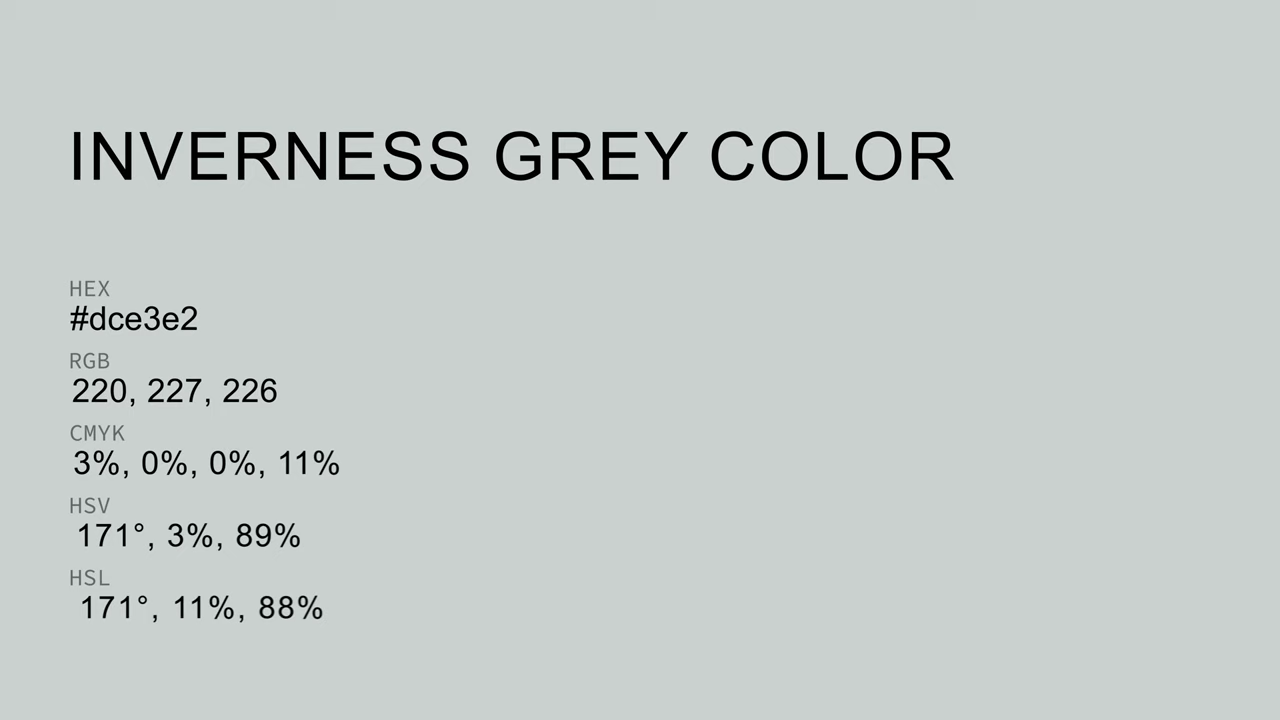 INVERNESS GREY COLOR
HEX
#dce3e2
RGB
220, 227, 226
CMYK
3%, 0%, 0%, 11%
HSV
171°, 3%, 89%
HSL
171°, 11%, 88%